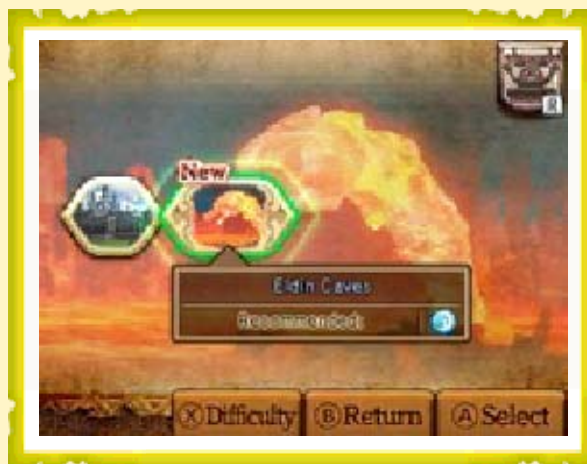 New
R
Eldin Caves
Recommended:
X Difficulty
B Return
A Select